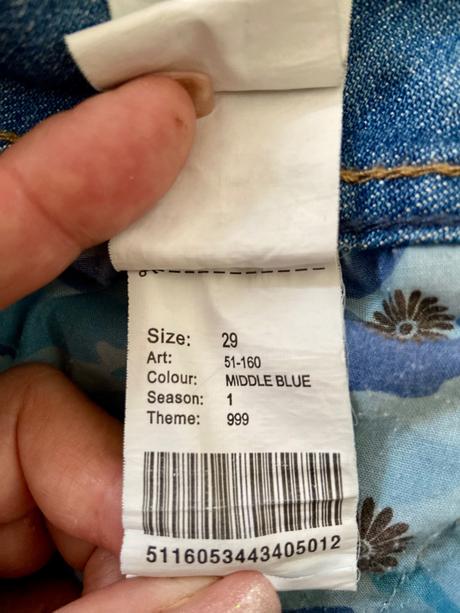 Size: 29
Art: 51-160
Colour: MIDDLE BLUE
Season: 1
Theme: 999
5116053443405012